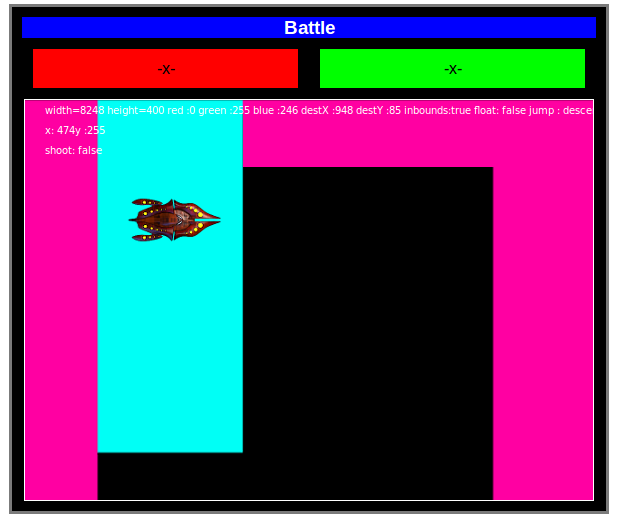 Battle
-x-
-x-
width=8248 height=400 red :0 green :255 blue :246 destX :948 destY :85 inbounds:true float: false jump : desce
x: 474y :255
shoot: false